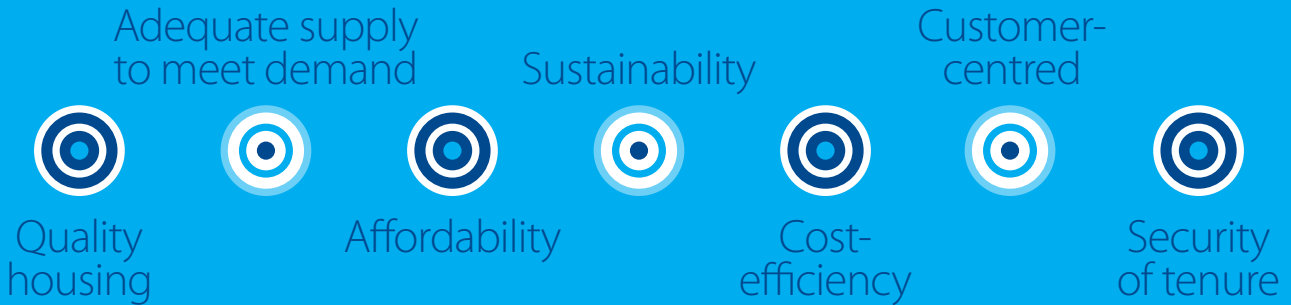 Adequate supply
to meet demand
Sustainability
Customer-
centred
Quality
housing
Affordability
Cost-
efficiency
Security
of tenure